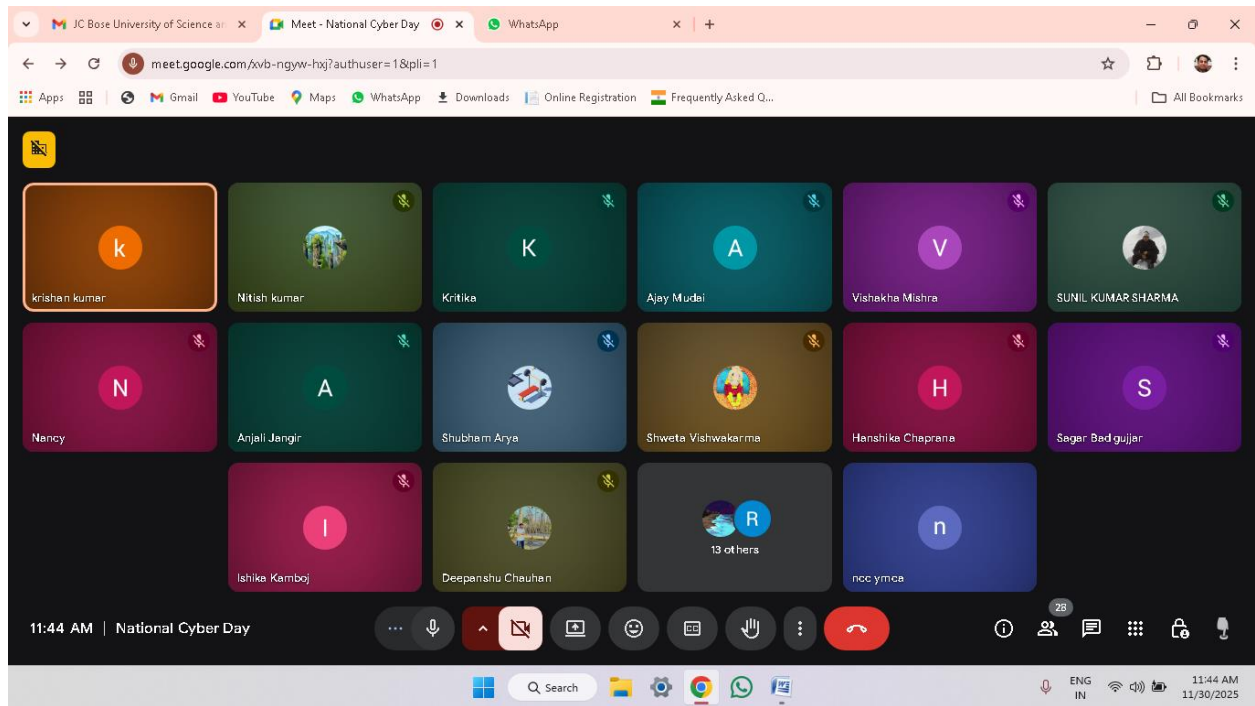 JC Bose University of Science ar
Meet - National Cyber Day
WhatsApp
meet.google.com/xvb-ngyw-hxj?authuser=1&pli=1
Apps
Gmail
YouTube
Maps
WhatsApp
Downloads
Online Registration
Frequently Asked Q...
All Bookmarks
k
krishan kumar
Nitish kumar
K
Kritika
A
Ajay Mudai
V
Vishakha Mishra
SUNIL KUMAR SHARMA
N
Nancy
A
Anjali Jangir
Shubham Arya
Shweta Vishwakarma
H
Hanshika Chaprana
S
Sagar Bad gujjar
I
Ishika Kamboj
Deepanshu Chauhan
R
13 others
n
ncc ymca
11:44 AM | National Cyber Day
CC
28
Search
ENG
IN
11:44 AM
11/30/2025